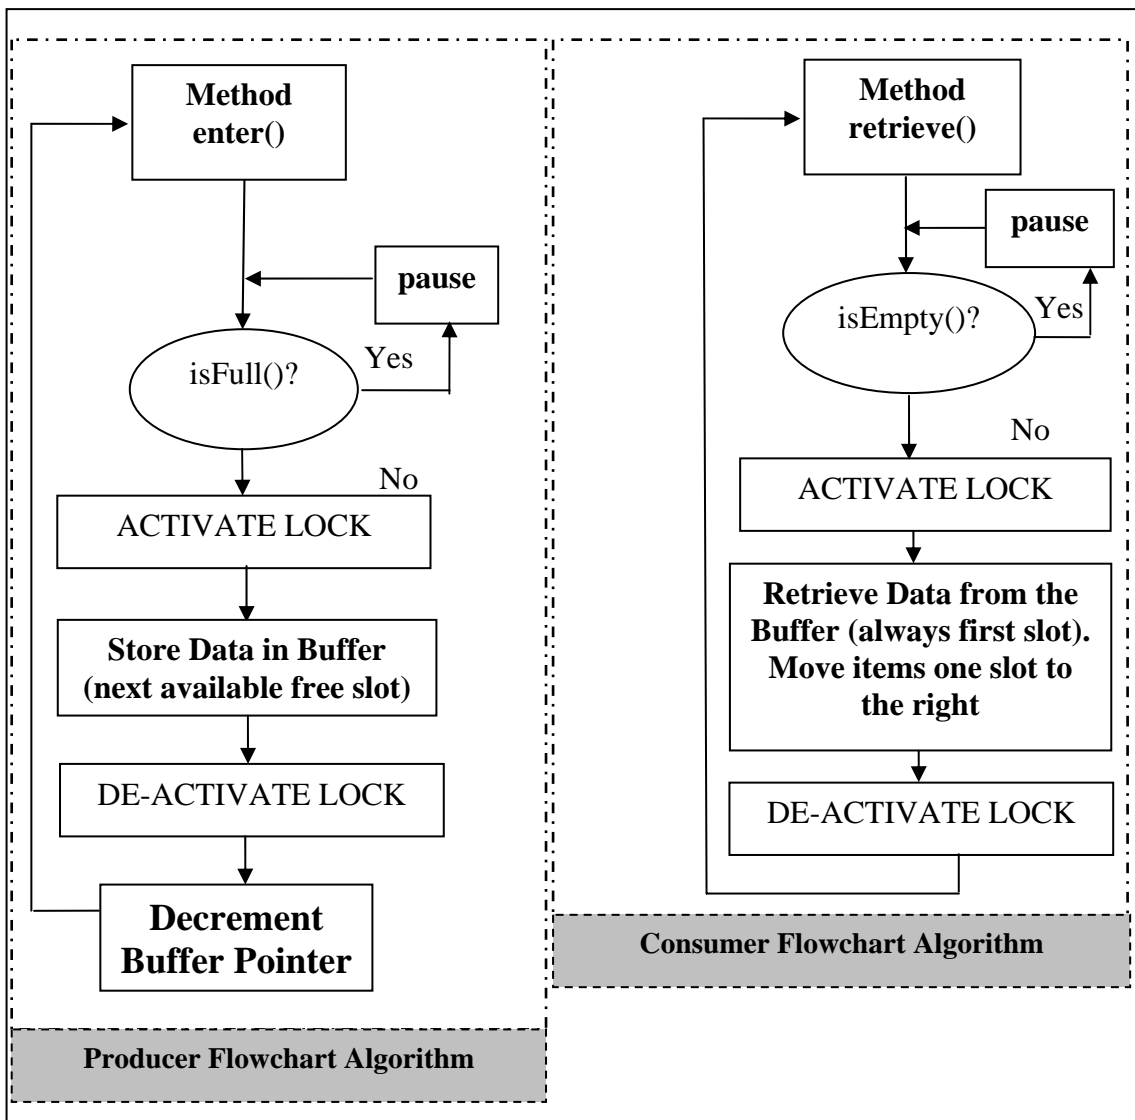 Method
enter()
pause
isFull()?
Yes
No
ACTIVATE LOCK
Store Data in Buffer
(next available free slot)
DE-ACTIVATE LOCK
Decrement
Buffer Pointer
Producer Flowchart Algorithm
Method
retrieve()
pause
isEmpty()?
Yes
No
ACTIVATE LOCK
Retrieve Data from the
Buffer (always first slot).
Move items one slot to
the right
DE-ACTIVATE LOCK
Consumer Flowchart Algorithm